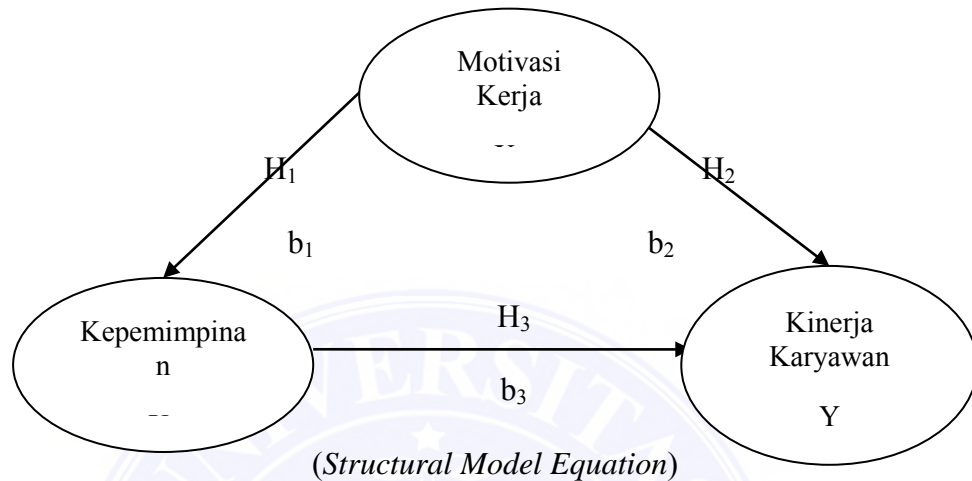 Motivasi
Kerja
H₁
H₂
b₁
b₂
Kepemimpina
n
H₃
b₃
Kinerja
Karyawan
Y
(Structural Model Equation)